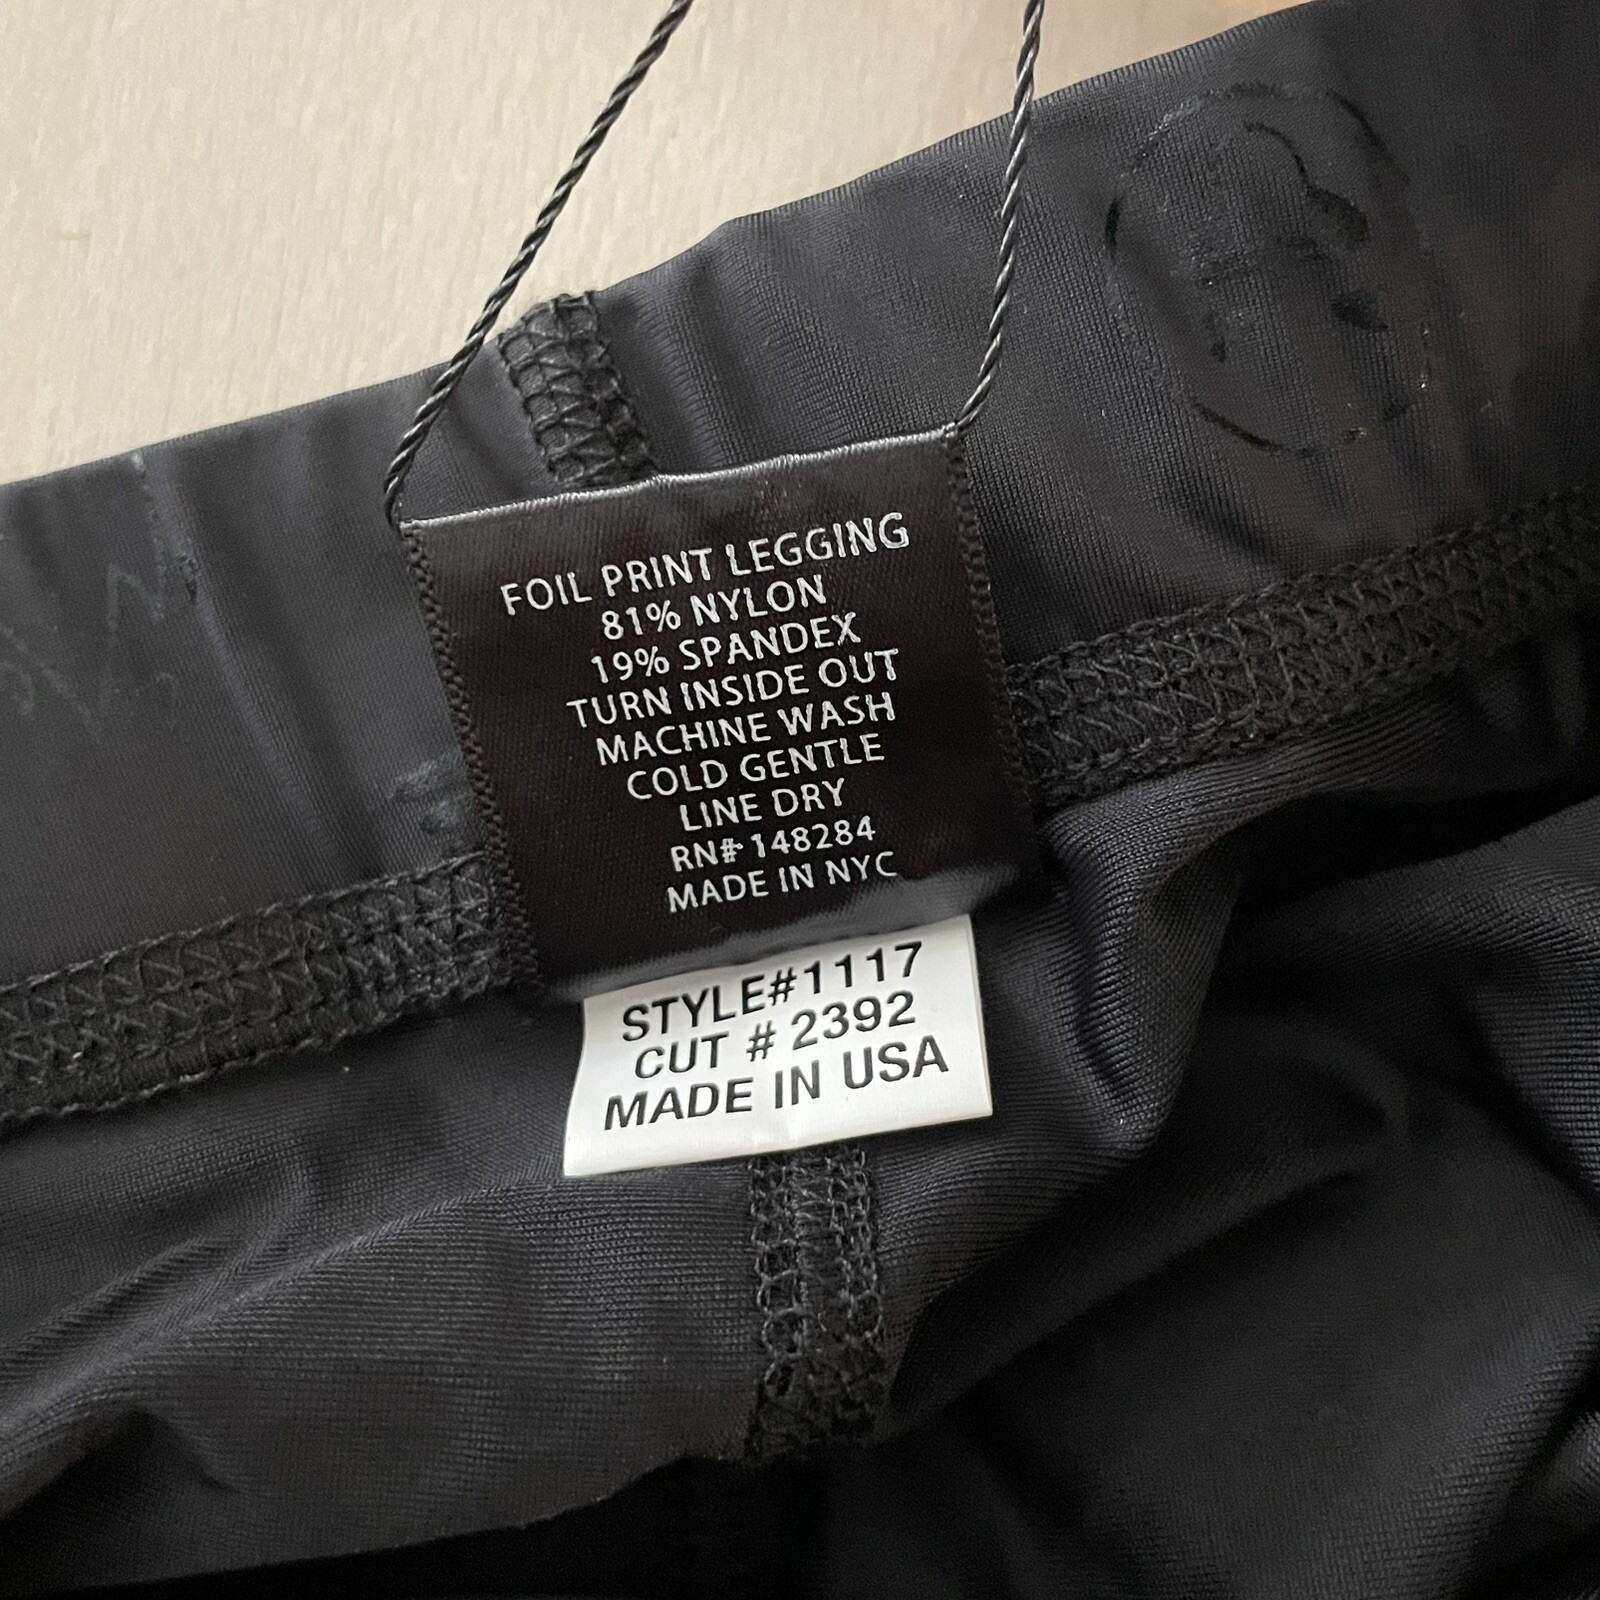 FOIL PRINT LEGGING
81% NYLON
19% SPANDEX
TURN INSIDE OUT
MACHINE WASH
COLD GENTLE
LINE DRY
RN# 148284
MADE IN NYC
STYLE#1117
CUT # 2392
MADE IN USA